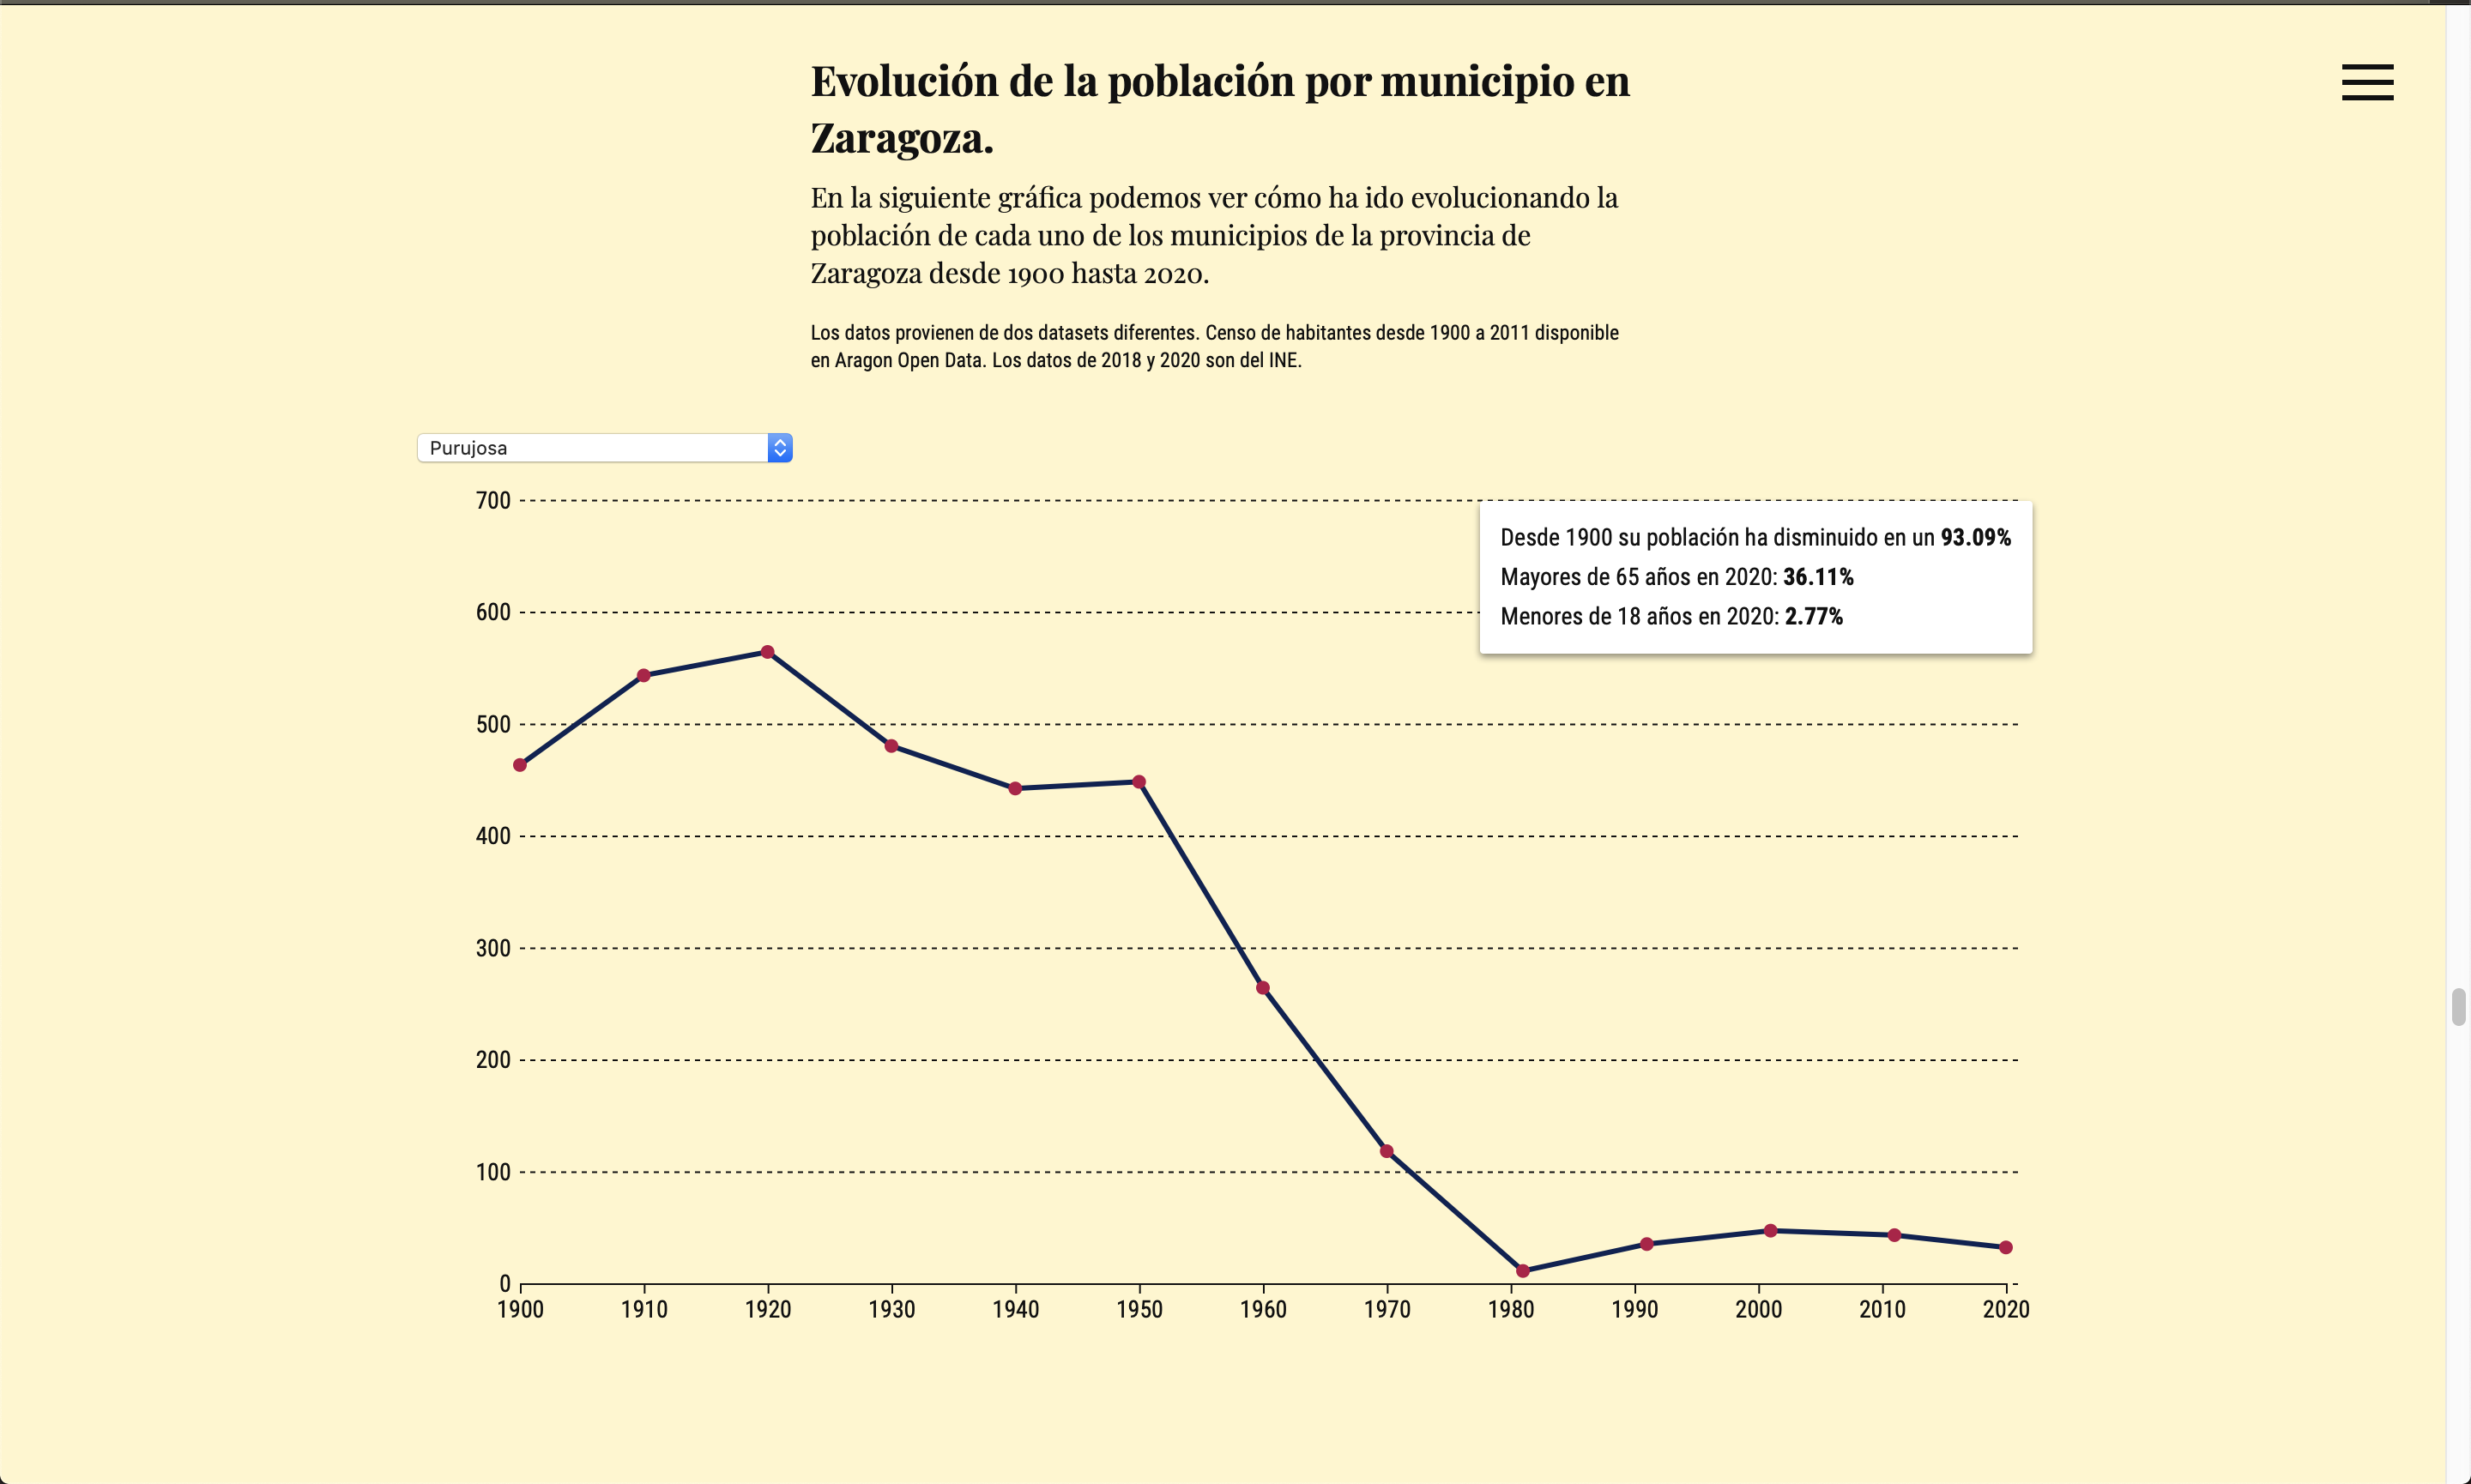 Evolución de la población por municipio en
Zaragoza.
En la siguiente gráfica podemos ver cómo ha ido evolucionando la
población de cada uno de los municipios de la provincia de
Zaragoza desde 1900 hasta 2020.
Los datos provienen de dos datasets diferentes. Censo de habitantes desde 1900 a 2011 disponible
en Aragon Open Data. Los datos de 2018 y 2020 son del INE.
Purujosa
700
Desde 1900 su población ha disminuido en un 93.09%
Mayores de 65 años en 2020: 36.11%
Menores de 18 años en 2020: 2.77%
600
500
400
300
200
100
0
1900 1910 1920 1930 1940 1950 1960 1970 1980 1990 2000 2010 2020